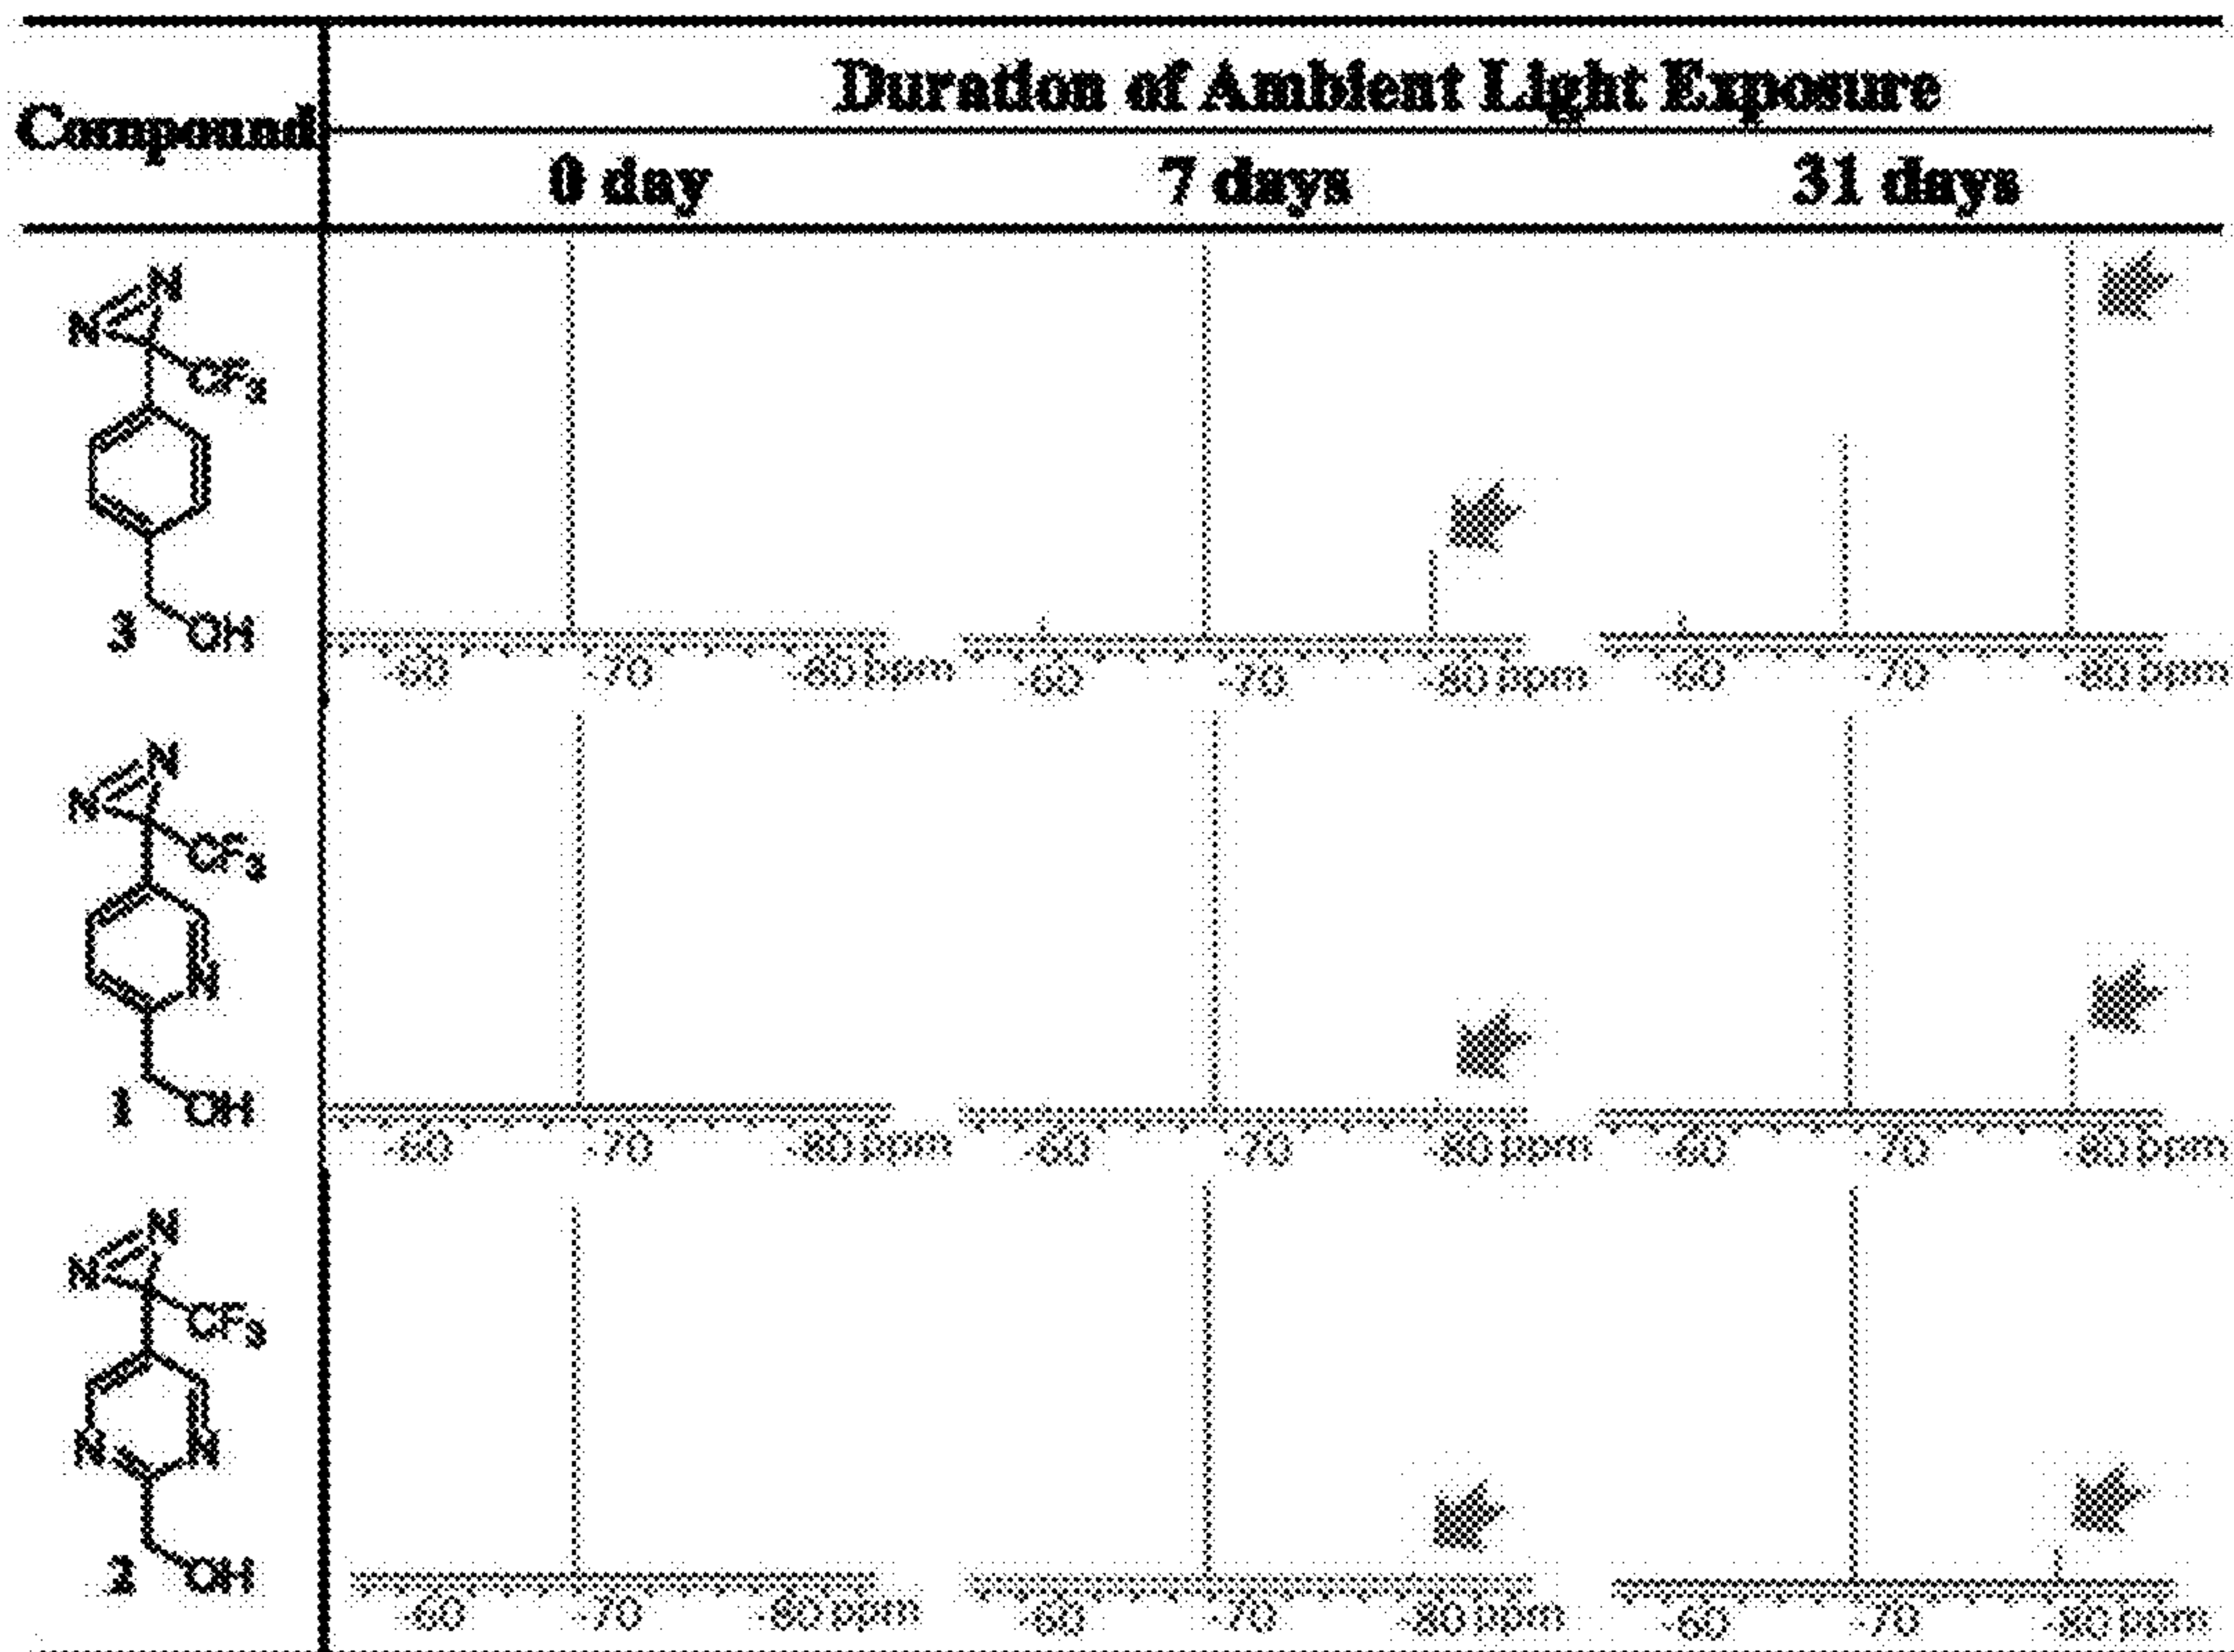 Duration of Ambient Light Exposure
Compound
0 day 7 days 31 days
N
N
CF3
3 OH
-60 -70 -80 ppm -60 -70 -80 ppm -60 -70 -80 ppm
N
N
CF3
N
1 OH
-60 -70 -80 ppm -60 -70 -80 ppm -60 -70 -80 ppm
N
N
CF3
N N
2 OH
-60 -70 -80 ppm -60 -70 -80 ppm -60 -70 -80 ppm